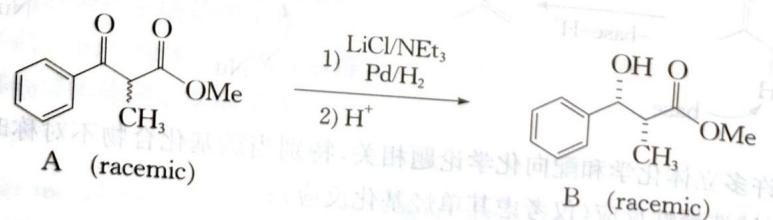 O O
OMe
CH₃
A (racemic)
1) LiCl/NEt₃
Pd/H₂
2) H⁺
OH O
OMe
CH₃
B (racemic)